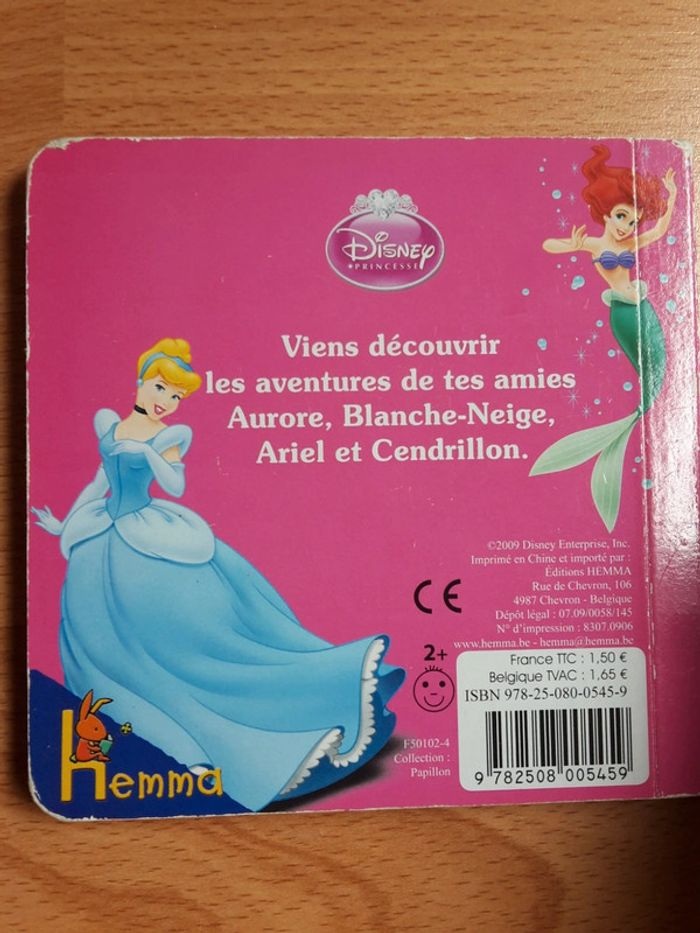 Disney
PRINCESSE
Viens découvrir
les aventures de tes amies
Aurore, Blanche-Neige,
Ariel et Cendrillon.
©2009 Disney Enterprise, Inc.
Imprimé en Chine et importé par :
Éditions HEMMA
Rue de Chevron, 106
4987 Chevron - Belgique
Dépôt légal : 07.09/0058/145
N° d'impression : 8307.0906
www.hemma.be - hemma@hemma.be
CE
2+
France TTC : 1,50 €
Belgique TVAC : 1,65 €
ISBN 978-25-080-0545-9
9 782508 005459
F50102-4
Collection :
Papillon
hemma